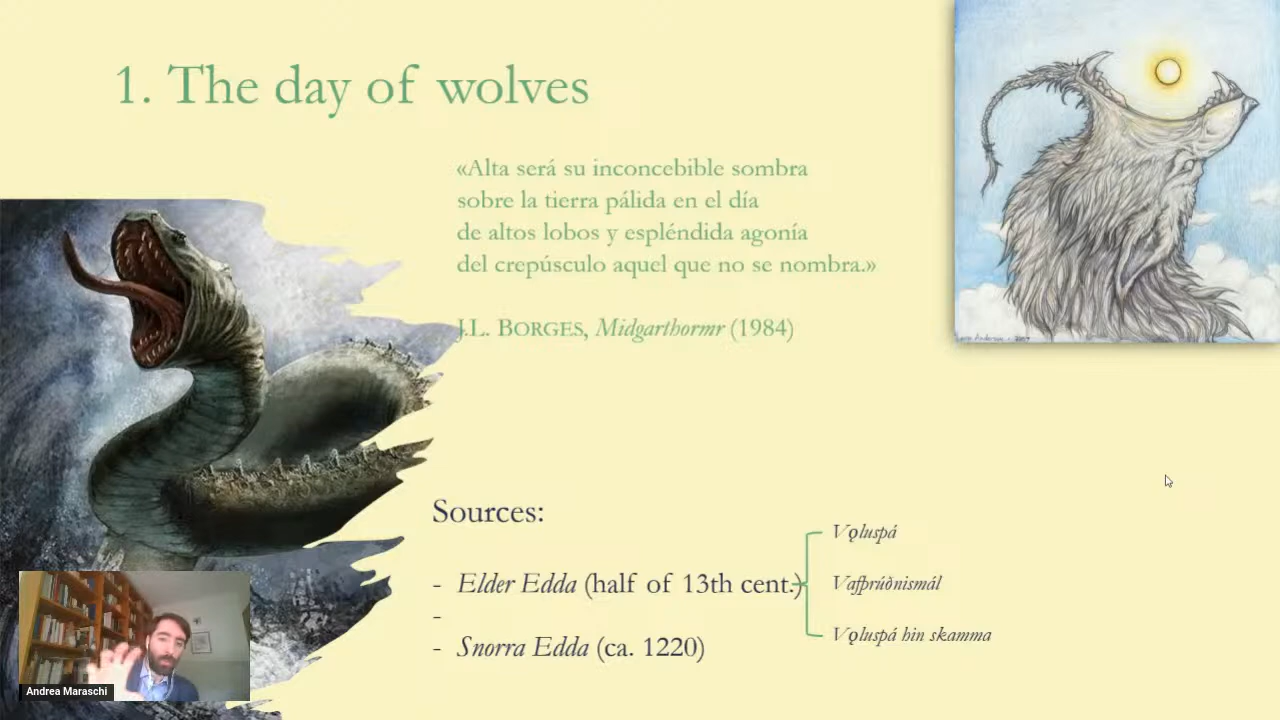 1. The day of wolves
«Alta será su inconcebible sombra
sobre la tierra pálida en el día
de altos lobos y espléndida agonía
del crepúsculo aquel que no se nombra.»
J.L. BORGES, Midgarthormr (1984)
Sources:
- Elder Edda (half of 13th cent.)
-
- Snorra Edda (ca. 1220)
Vǫluspá
Vafþrúðnismál
Vǫluspá hin skamma
Andrea Maraschi